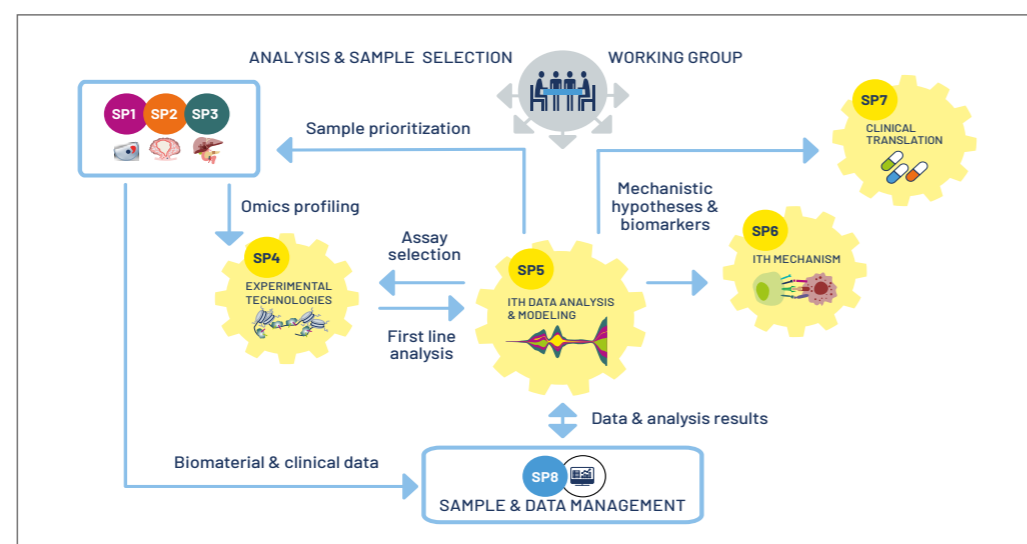 ANALYSIS & SAMPLE SELECTION
WORKING GROUP
SP1
SP2
SP3
Sample prioritization
SP7
CLINICAL
TRANSLATION
Omics profiling
Mechanistic
hypotheses &
biomarkers
Assay
selection
SP4
EXPERIMENTAL
TECHNOLOGIES
SP5
ITH DATA ANALYSIS
& MODELING
SP6
ITH MECHANISM
First line
analysis
Data & analysis results
Biomaterial & clinical data
SP8
SAMPLE & DATA MANAGEMENT